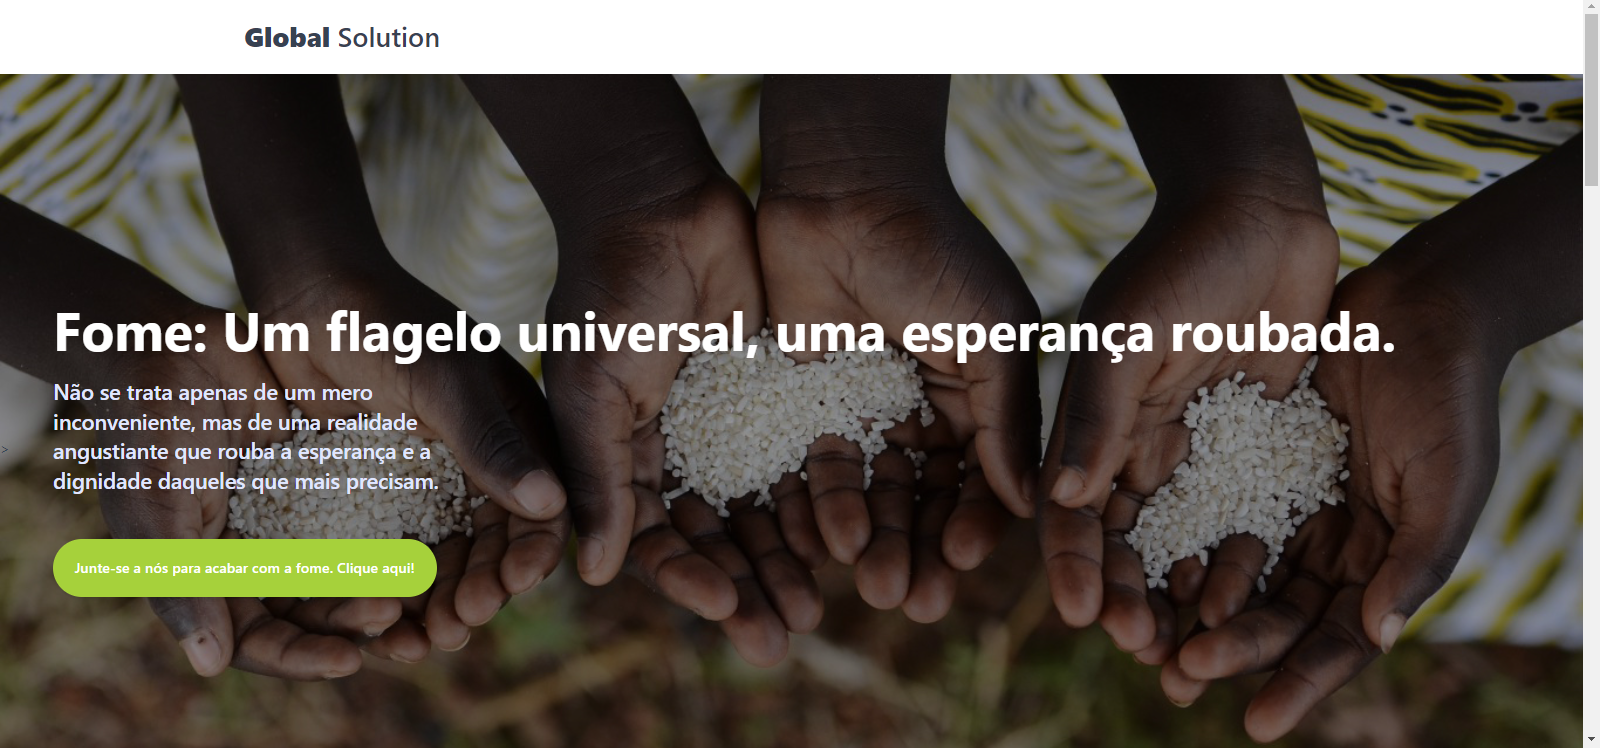 Global Solution
Fome: Um flagelo universal, uma esperança roubada.
Não se trata apenas de um mero
inconveniente, mas de uma realidade
angustiante que rouba a esperança e a
dignidade daqueles que mais precisam.
>
Junte-se a nós para acabar com a fome. Clique aqui!